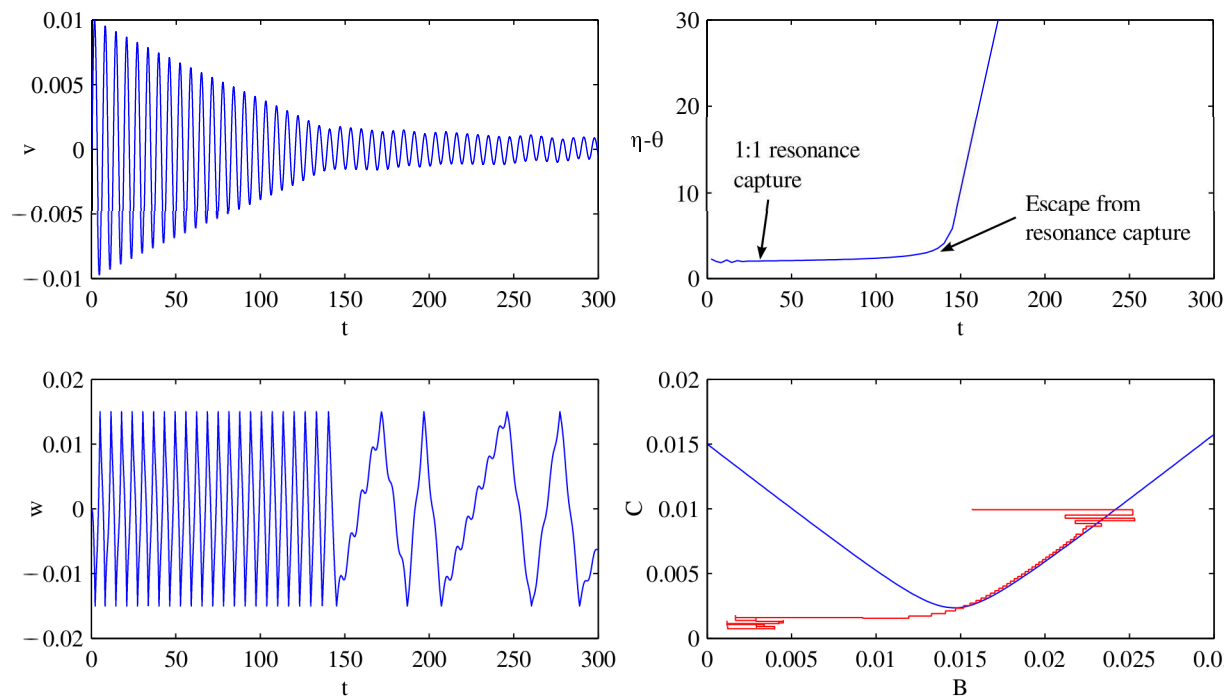 0.01
0.005
0
−0.005
−0.01
v
0 50 100 150 200 250 300
t
30
20
10
0
η-θ
1:1 resonance
capture
Escape from
resonance capture
0 50 100 150 200 250 300
t
0.02
0.01
0
−0.01
−0.02
w
0 50 100 150 200 250 300
t
0.02
0.015
0.01
0.005
0
C
0 0.005 0.01 0.015 0.02 0.025 0.0
B